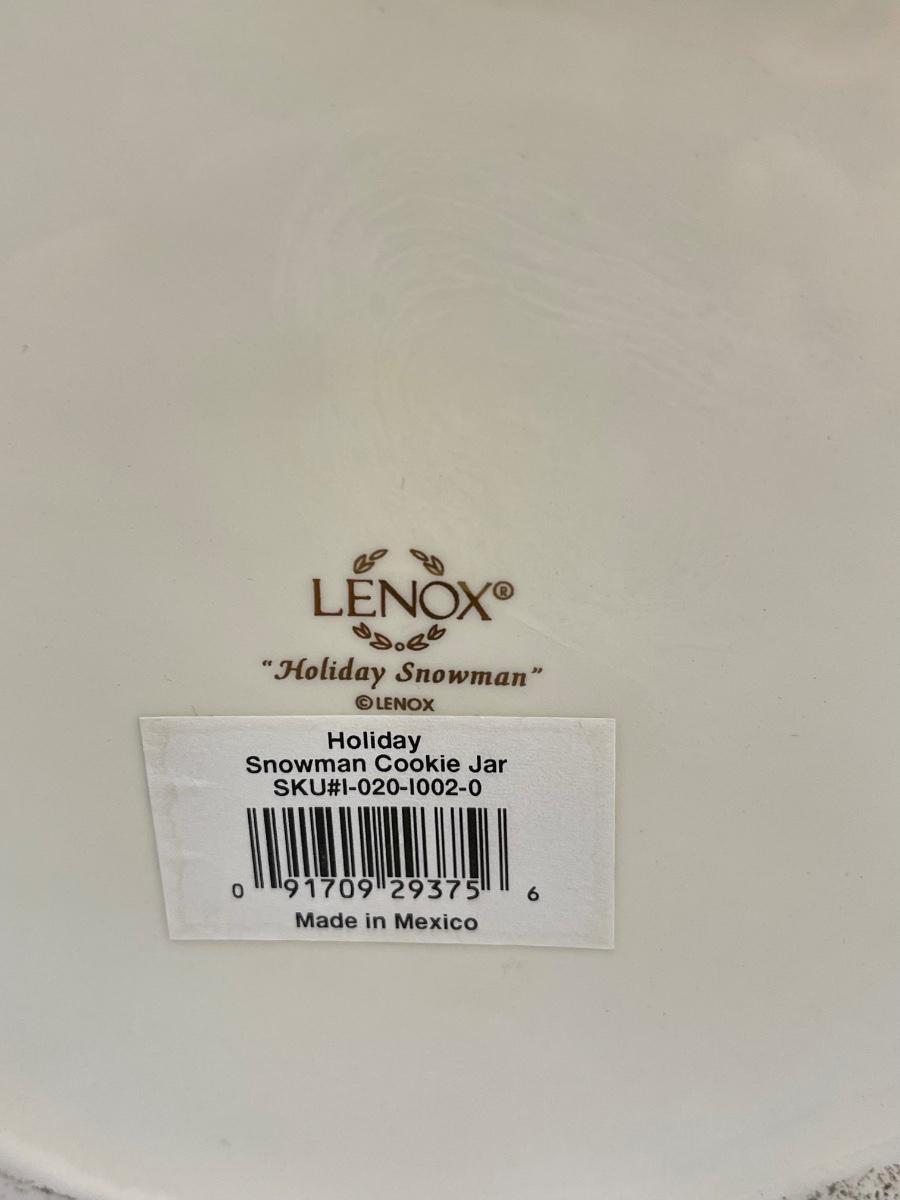 LENOX®
"Holiday Snowman"
© LENOX
Holiday
Snowman Cookie Jar
SKU#I-020-I002-0
0 91709 29375 6
Made in Mexico